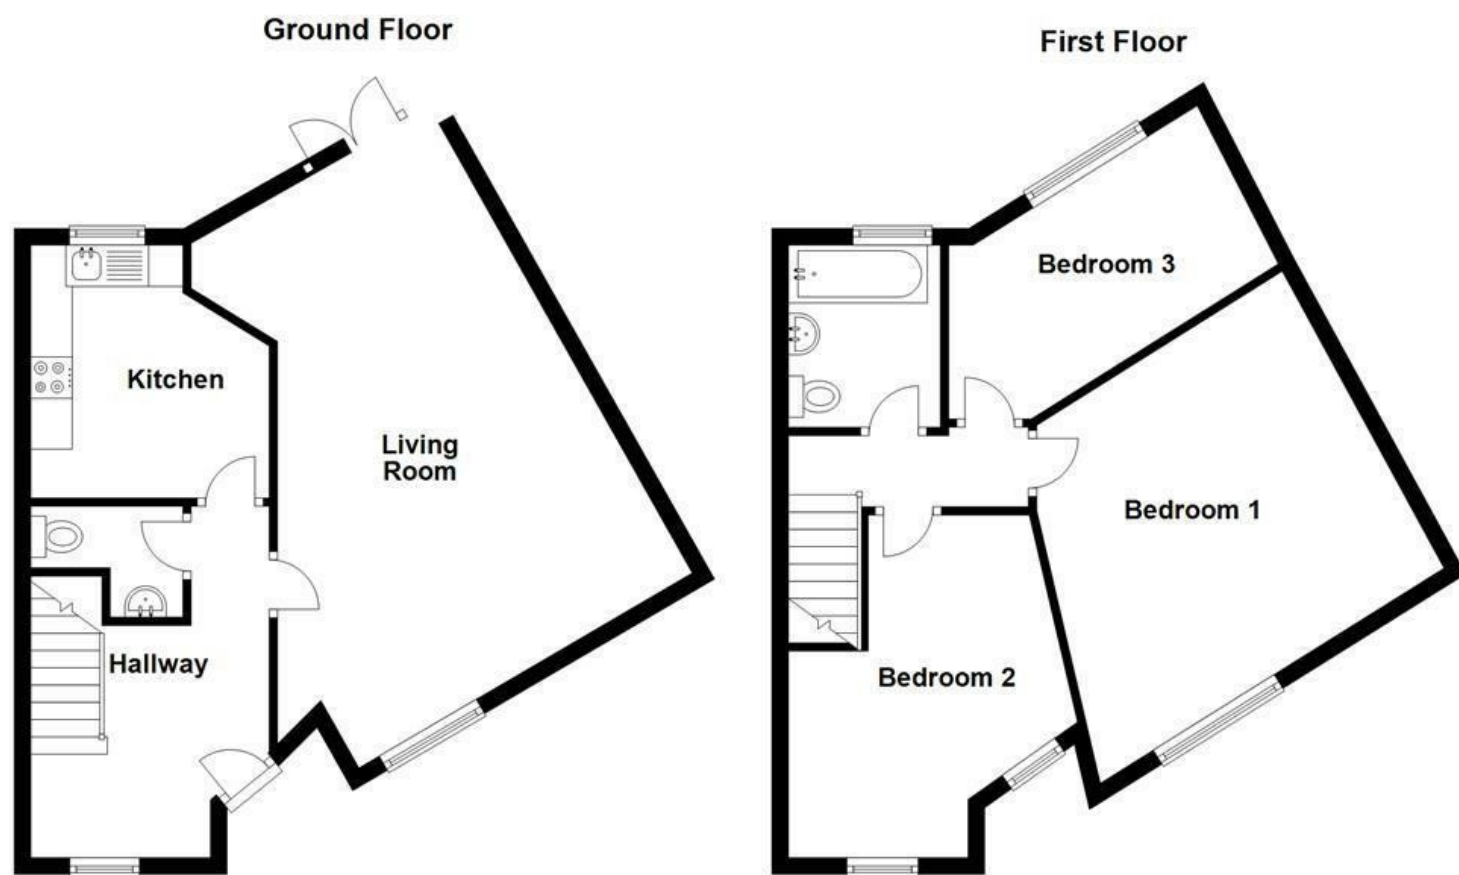 Ground Floor
Kitchen
Living
Room
Hallway
First Floor
Bedroom 3
Bedroom 1
Bedroom 2